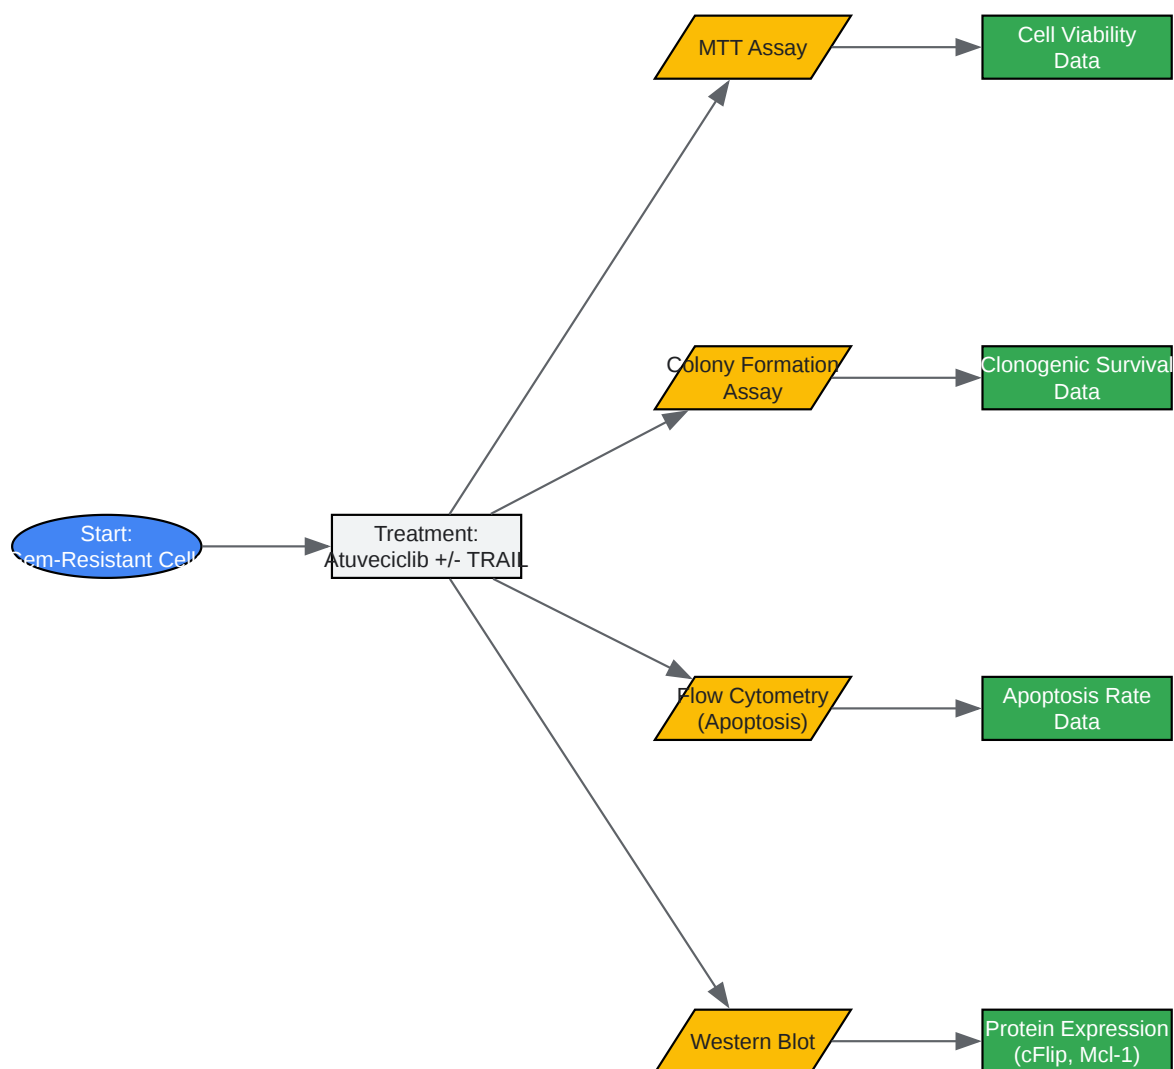 Start:
Gem-Resistant Cells
Treatment:
Atuveciclib +/- TRAIL
MTT Assay
Cell Viability
Data
Colony Formation
Assay
Clonogenic Survival
Data
Flow Cytometry
(Apoptosis)
Apoptosis Rate
Data
Western Blot
Protein Expression
(cFlip, Mcl-1)